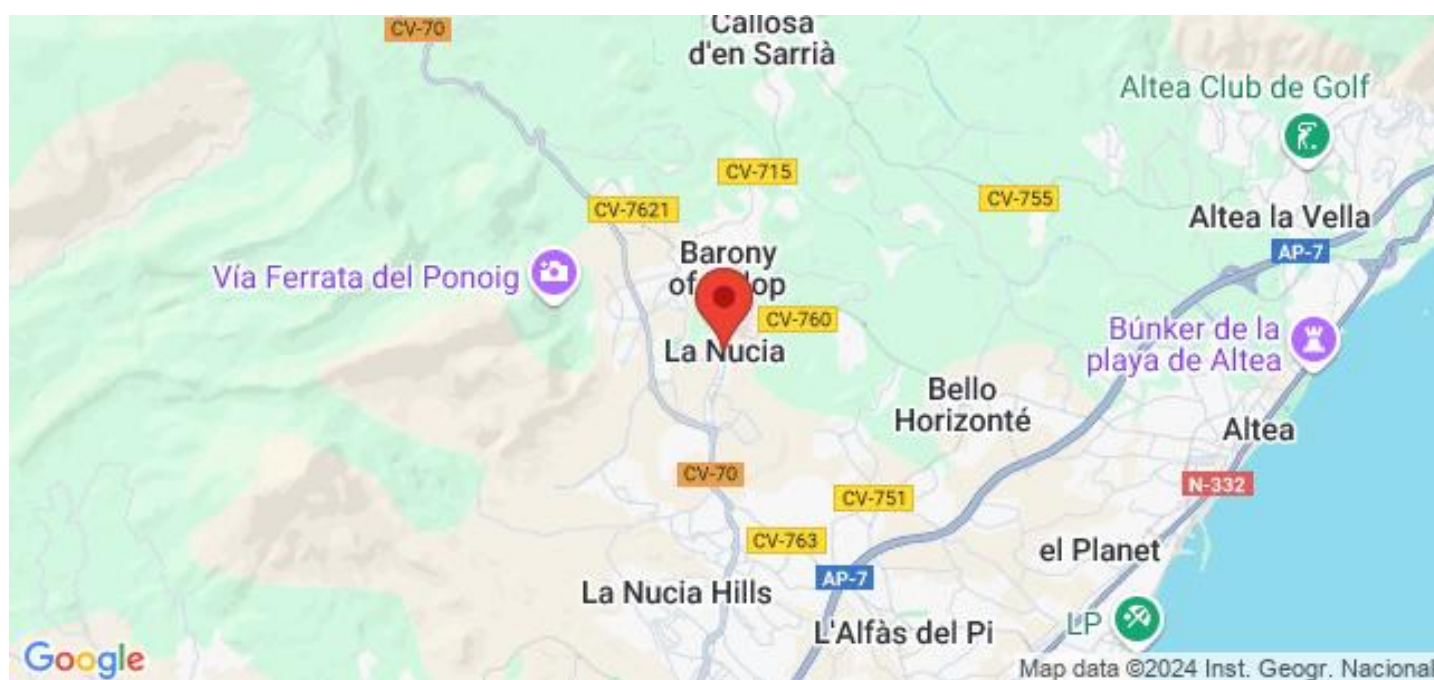 Callosa
d'en Sarrià
CV-70
Altea Club de Golf
CV-715
CV-755
CV-7621
Altea la Vella
AP-7
Barony
of
Vía Ferrata del Ponoig
CV-760
La Nucia
Búnker de la
playa de Altea
Bello
Horizonté
Altea
CV-70
N-332
CV-751
CV-763
el Planet
AP-7
La Nucia Hills
L'Alfàs del Pi
LP
Google
Map data ©2024 Inst. Geogr. Nacional